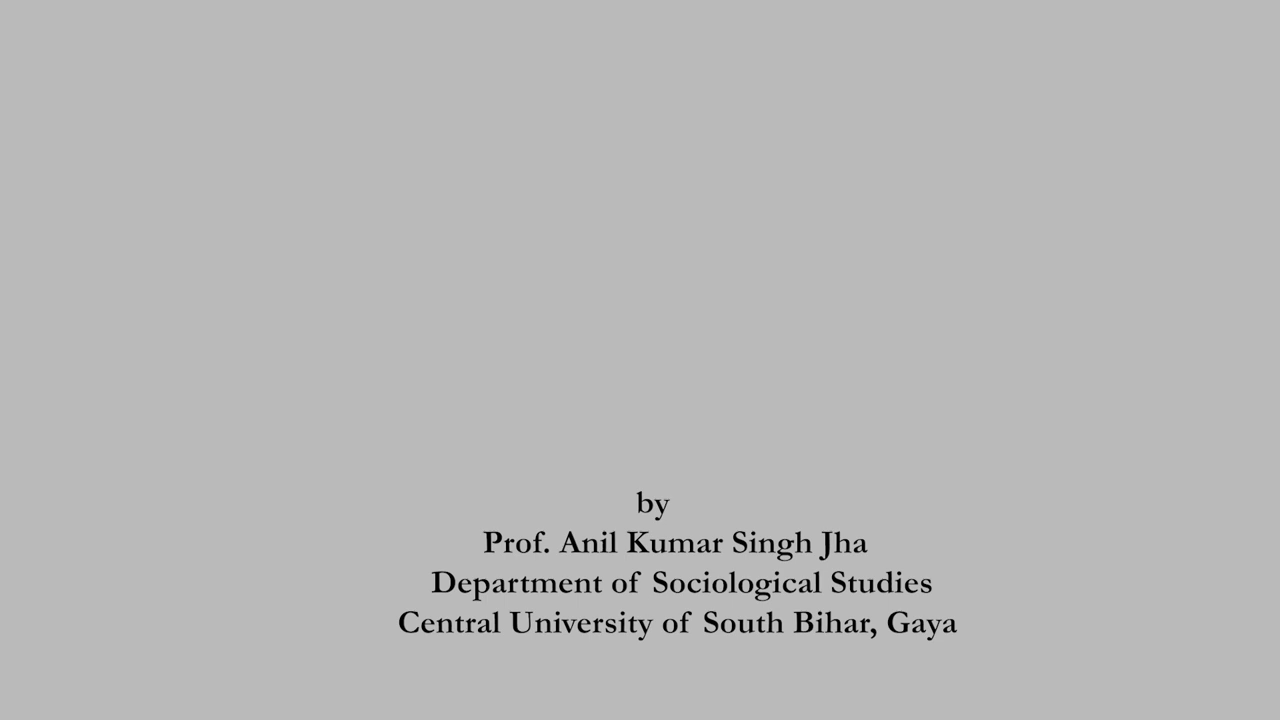 by
Prof. Anil Kumar Singh Jha
Department of Sociological Studies
Central University of South Bihar, Gaya